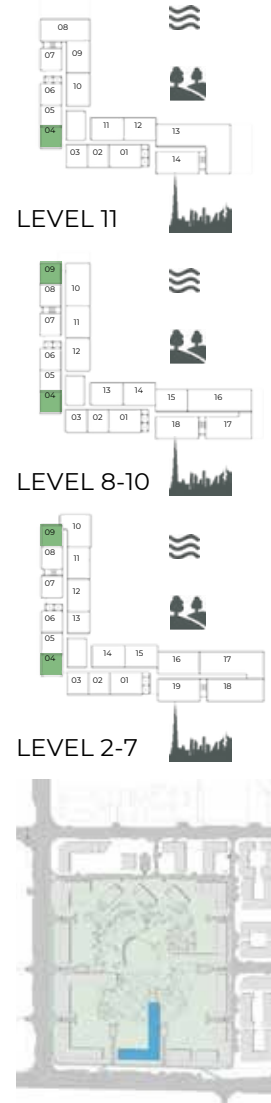 08
07 09
06 10
05
04 11 12 13
03 02 01 14
LEVEL 11
09
08 10
07 11
06 12
05
04 13 14 15 16
03 02 01 18 17
LEVEL 8-10
09 10
08 11
07 12
06 13
05
04 14 15 16 17
03 02 01 19 18
LEVEL 2-7